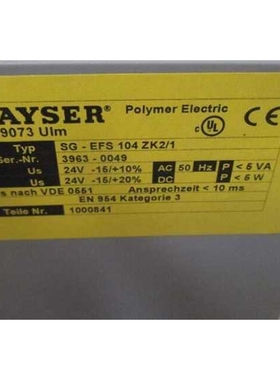 AYSER® Polymer Electric
9073 Ulm
c UL US CE
Typ SG - EFS 104 ZK2/1
Ser.-Nr. 3963 - 0049
Us 24V -15/+10% AC 50 Hz P < 5 VA
Us 24V -15/+20% DC P < 5 W
s nach VDE 0551 Ansprechzeit < 10 ms
EN 954 Kategorie 3
Teile Nr. 1000841